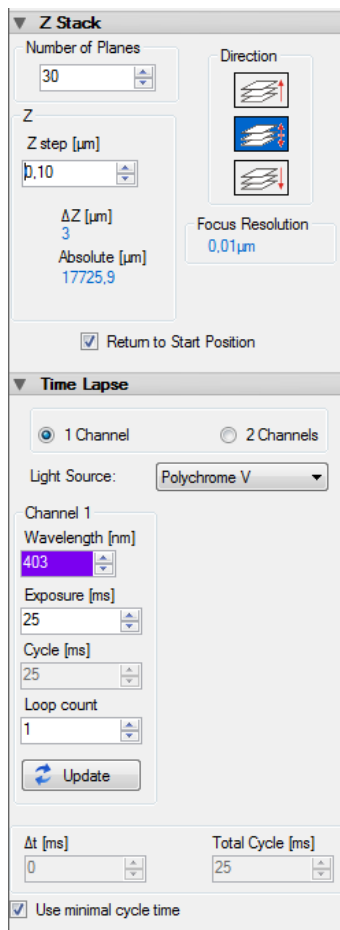 Z Stack
Number of Planes
30
Direction
Z
Z step [µm]
0,10
ΔZ [µm]
3
Absolute [µm]
17725,9
Focus Resolution
0,01µm
Return to Start Position
Time Lapse
1 Channel
2 Channels
Light Source:
Polychrome V
Channel 1
Wavelength [nm]
403
Exposure [ms]
25
Cycle [ms]
25
Loop count
1
Update
Δt [ms]
Total Cycle [ms]
0
25
Use minimal cycle time